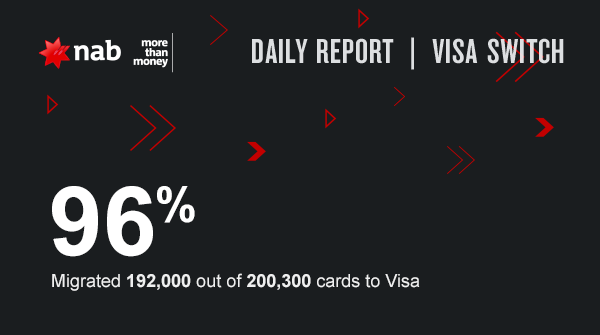 nab
more
than
money
DAILY REPORT | VISA SWITCH
96%
Migrated 192,000 out of 200,300 cards to Visa